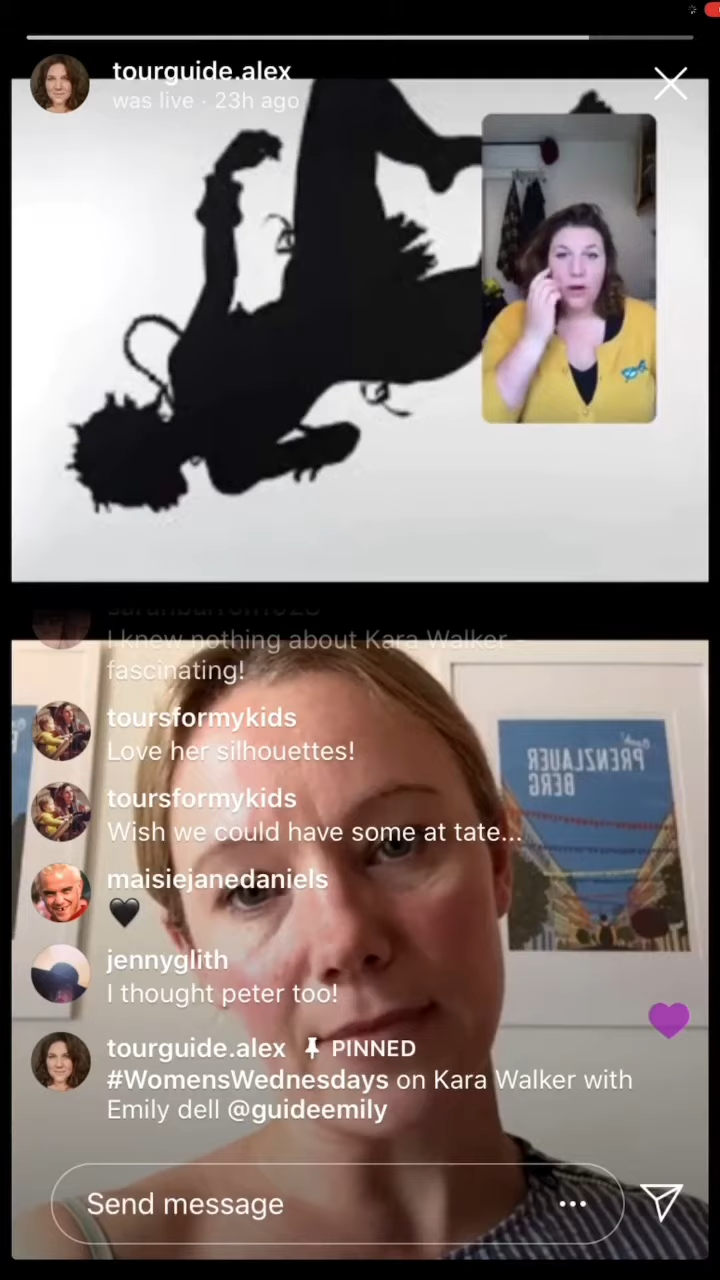 tourguide.alex
was live · 23h ago
I knew nothing about Kara Walker -
fascinating!
toursformykids
Love her silhouettes!
toursformykids
Wish we could have some at tate...
maisiejanedaniels
🖤
jennyglith
I thought peter too!
tourguide.alex PINNED
#WomensWednesdays on Kara Walker with
Emily dell @guideemily
Send message
PRENZLAUER
BERG